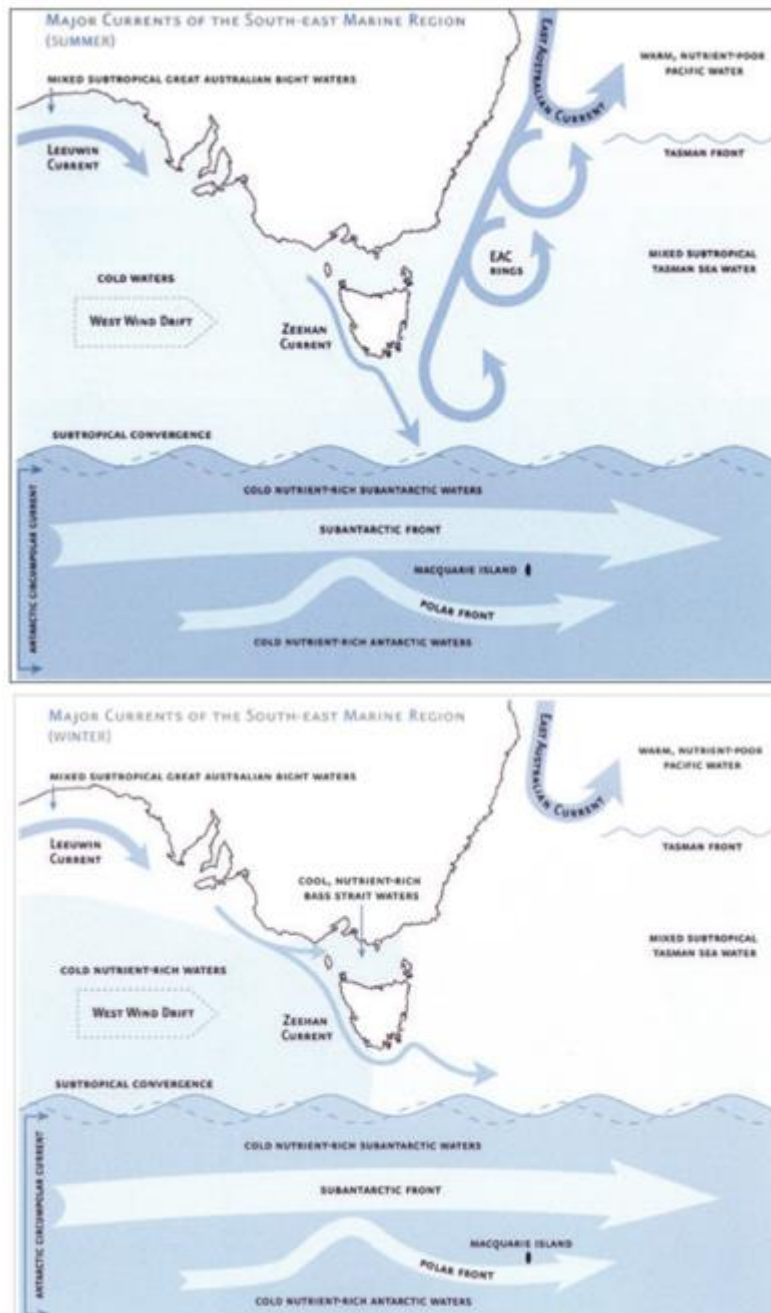 Major Currents of the South-east Marine Region
(SUMMER)
MIXED SUBTROPICAL GREAT AUSTRALIAN BIGHT WATERS
LEEUWIN
CURRENT
EAST AUSTRALIAN CURRENT
WARM, NUTRIENT-POOR
PACIFIC WATER
TASMAN FRONT
EAC
RINGS
MIXED SUBTROPICAL
TASMAN SEA WATER
COLD WATERS
WEST WIND DRIFT
ZEEHAN
CURRENT
SUBTROPICAL CONVERGENCE
ANTARCTIC CIRCUMPOLAR CURRENT
COLD NUTRIENT-RICH SUBANTARCTIC WATERS
SUBANTARCTIC FRONT
MACQUARIE ISLAND
POLAR FRONT
COLD NUTRIENT-RICH ANTARCTIC WATERS
Major Currents of the South-east Marine Region
(WINTER)
MIXED SUBTROPICAL GREAT AUSTRALIAN BIGHT WATERS
LEEUWIN
CURRENT
EAST AUSTRALIAN CURRENT
WARM, NUTRIENT-POOR
PACIFIC WATER
TASMAN FRONT
COOL, NUTRIENT-RICH
BASS STRAIT WATERS
MIXED SUBTROPICAL
TASMAN SEA WATER
COLD NUTRIENT-RICH WATERS
WEST WIND DRIFT
ZEEHAN
CURRENT
SUBTROPICAL CONVERGENCE
ANTARCTIC CIRCUMPOLAR CURRENT
COLD NUTRIENT-RICH SUBANTARCTIC WATERS
SUBANTARCTIC FRONT
MACQUARIE ISLAND
POLAR FRONT
COLD NUTRIENT-RICH ANTARCTIC WATERS